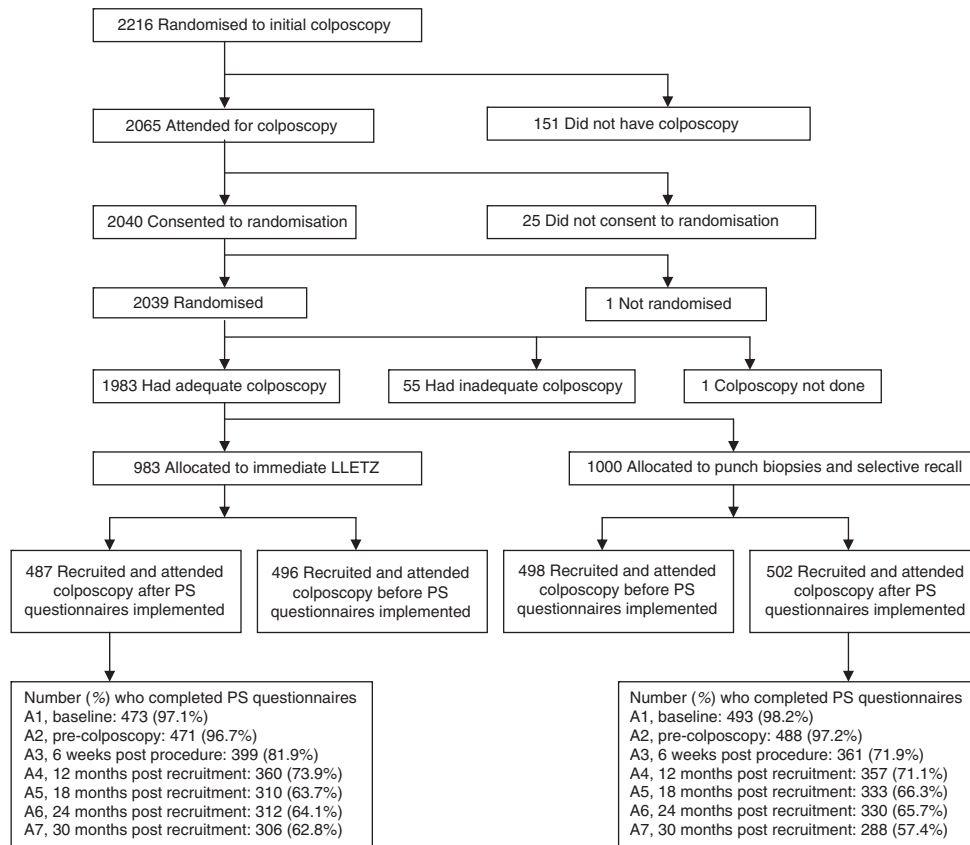 2216 Randomised to initial colposcopy
2065 Attended for colposcopy
151 Did not have colposcopy
2040 Consented to randomisation
25 Did not consent to randomisation
2039 Randomised
1 Not randomised
1983 Had adequate colposcopy
55 Had inadequate colposcopy
1 Colposcopy not done
983 Allocated to immediate LLETZ
1000 Allocated to punch biopsies and selective recall
487 Recruited and attended
colposcopy after PS
questionnaires implemented
496 Recruited and attended
colposcopy before PS
questionnaires implemented
498 Recruited and attended
colposcopy before PS
questionnaires implemented
502 Recruited and attended
colposcopy after PS
questionnaires implemented
Number (%) who completed PS questionnaires
A1, baseline: 473 (97.1%)
A2, pre-colposcopy: 471 (96.7%)
A3, 6 weeks post procedure: 399 (81.9%)
A4, 12 months post recruitment: 360 (73.9%)
A5, 18 months post recruitment: 310 (63.7%)
A6, 24 months post recruitment: 312 (64.1%)
A7, 30 months post recruitment: 306 (62.8%)
Number (%) who completed PS questionnaires
A1, baseline: 493 (98.2%)
A2, pre-colposcopy: 488 (97.2%)
A3, 6 weeks post procedure: 361 (71.9%)
A4, 12 months post recruitment: 357 (71.1%)
A5, 18 months post recruitment: 333 (66.3%)
A6, 24 months post recruitment: 330 (65.7%)
A7, 30 months post recruitment: 288 (57.4%)